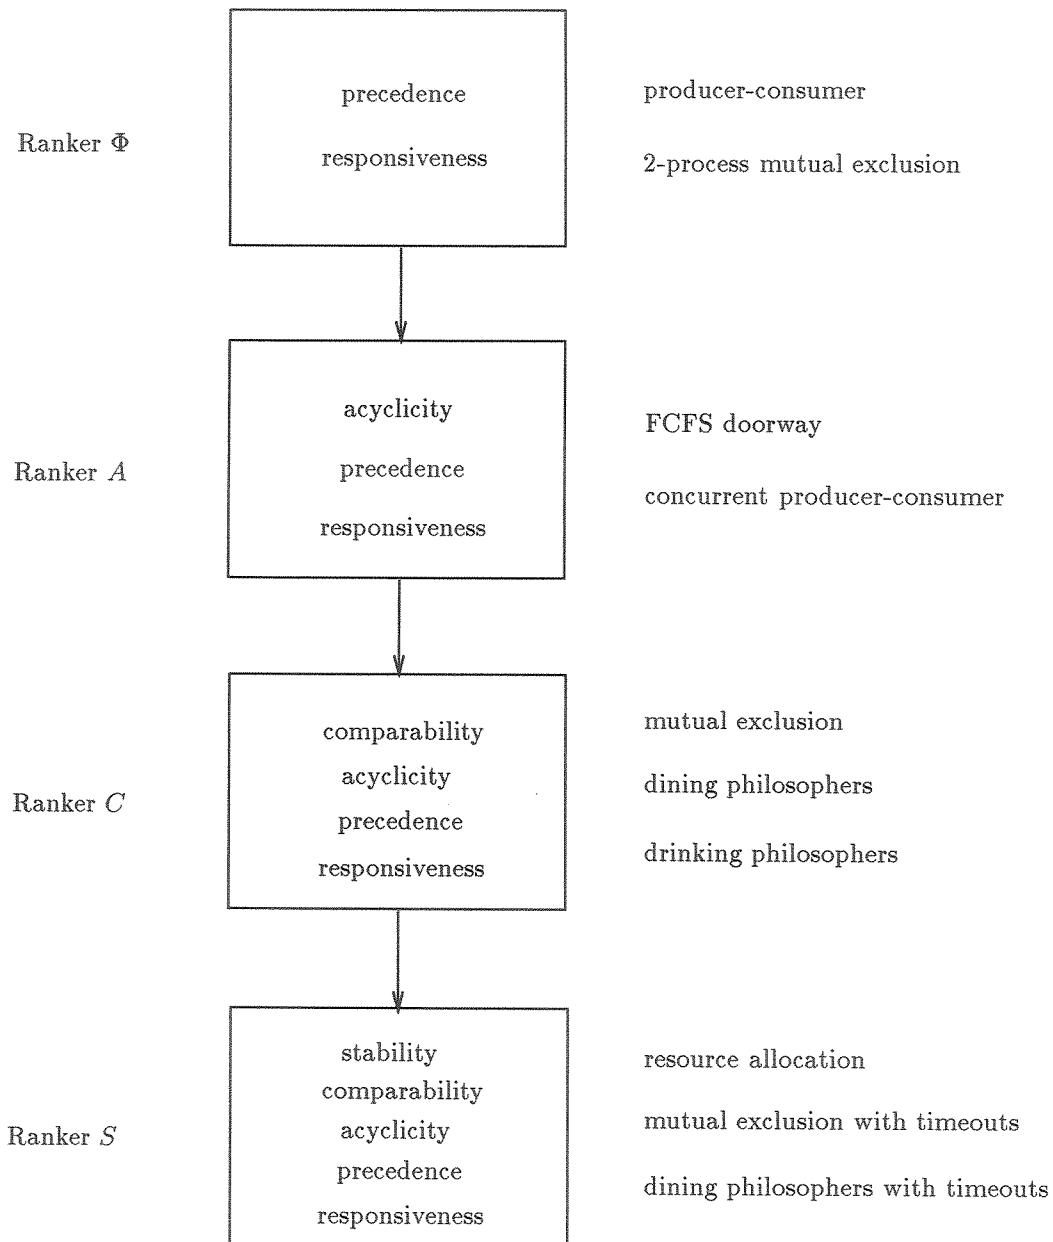 Ranker Φ
precedence
responsiveness
producer-consumer
2-process mutual exclusion
Ranker A
acyclicity
precedence
responsiveness
FCFS doorway
concurrent producer-consumer
Ranker C
comparability
acyclicity
precedence
responsiveness
mutual exclusion
dining philosophers
drinking philosophers
Ranker S
stability
comparability
acyclicity
precedence
responsiveness
resource allocation
mutual exclusion with timeouts
dining philosophers with timeouts